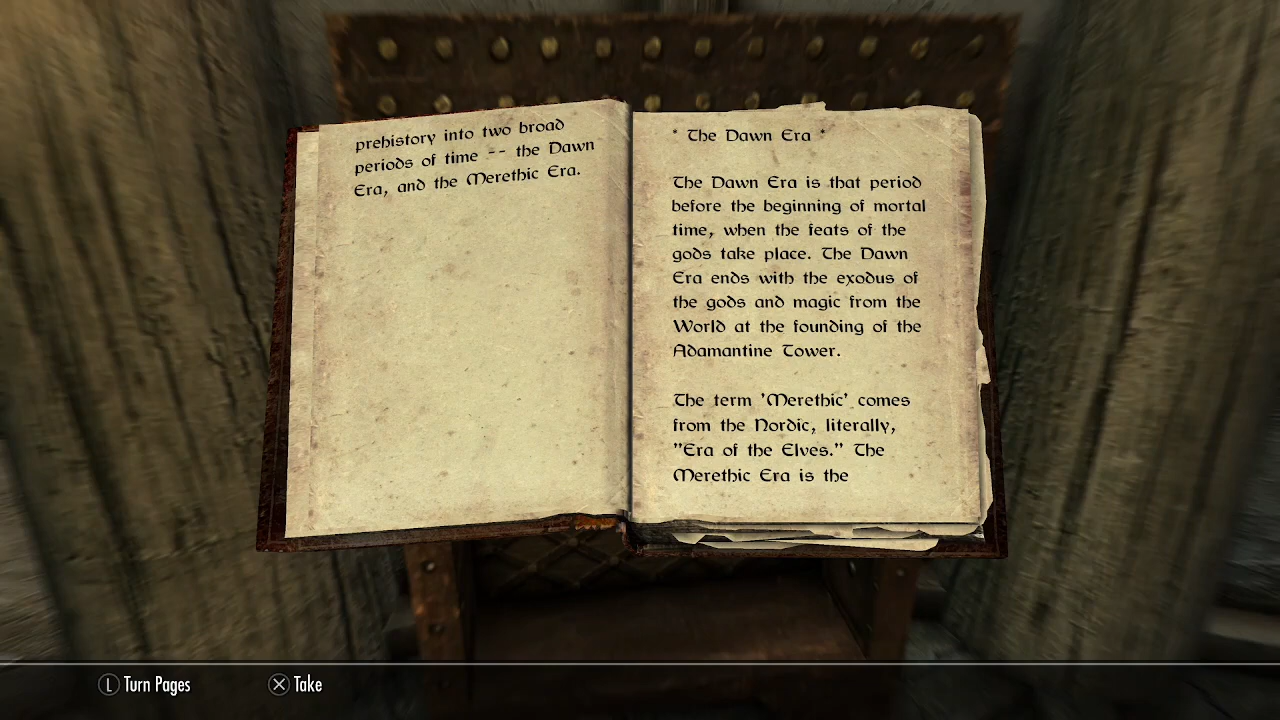 prehistory into two broad
periods of time -- the Dawn
Era, and the Merethic Era.
* The Dawn Era *
The Dawn Era is that period
before the beginning of mortal
time, when the feats of the
gods take place. The Dawn
Era ends with the exodus of
the gods and magic from the
World at the founding of the
Adamantine Tower.
The term 'Merethic' comes
from the Nordic, literally,
"Era of the Elves." The
Merethic Era is the
L Turn Pages
X Take